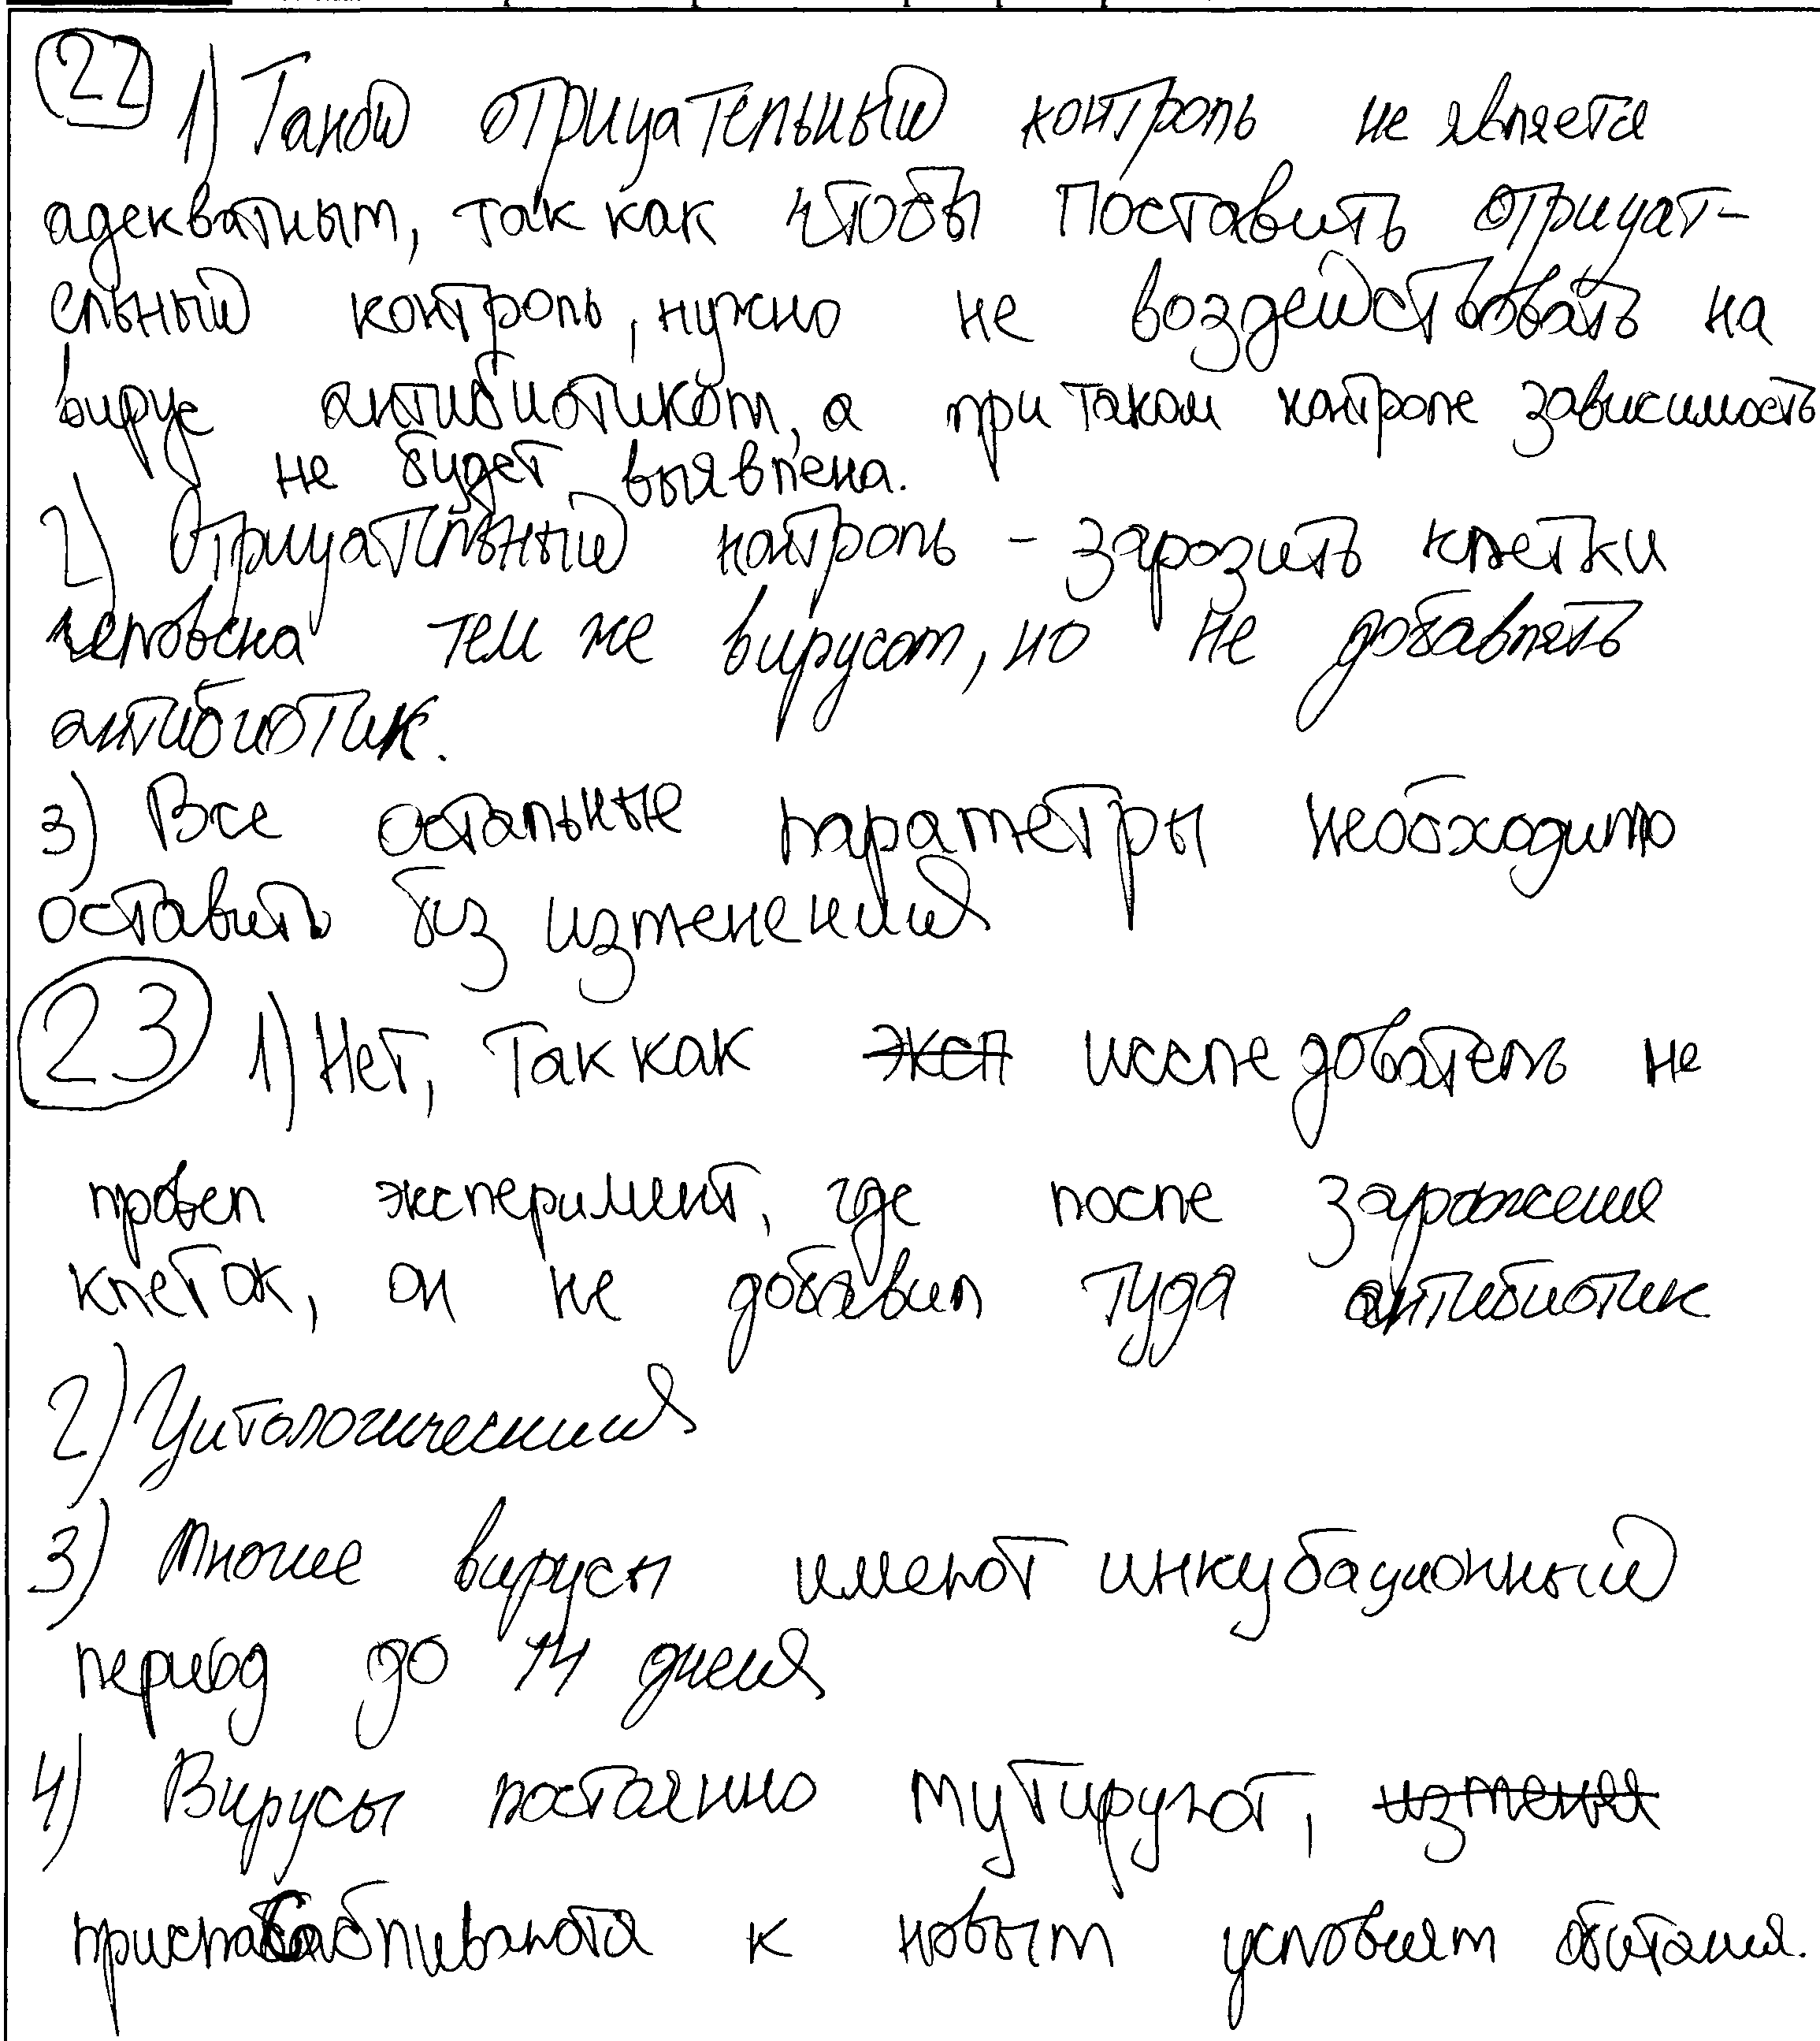 22 1) Такой отрицательный контроль не является
адекватным, так как чтобы поставить отрицат-
ельный контроль, нужно не воздействовать на
вирус антибиотиком, а при таком контроле зависимость
не будет выявлена.
2) Отрицательный контроль - заразить клетки
человека тем же вирусом, но не добавлять
антибиотик.
3) Все остальные параметры необходимо
оставить без изменений
23 1) Нет, так как эксп исследователь не
провел эксперимент, где после заражения
клеток, он не добавил туда антибиотик
2) Цитологический
3) Многие вирусы имеют инкубационный
период до 14 дней
4) Вирусы постоянно мутируют, изменя
приспосабливаются к новым условиям обитания.